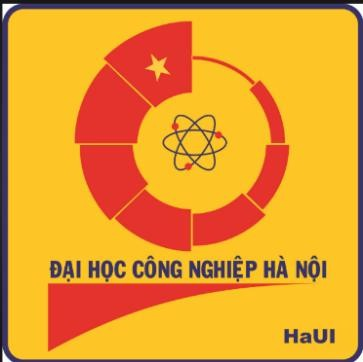 ĐẠI HỌC CÔNG NGHIỆP HÀ NỘI
HaUI